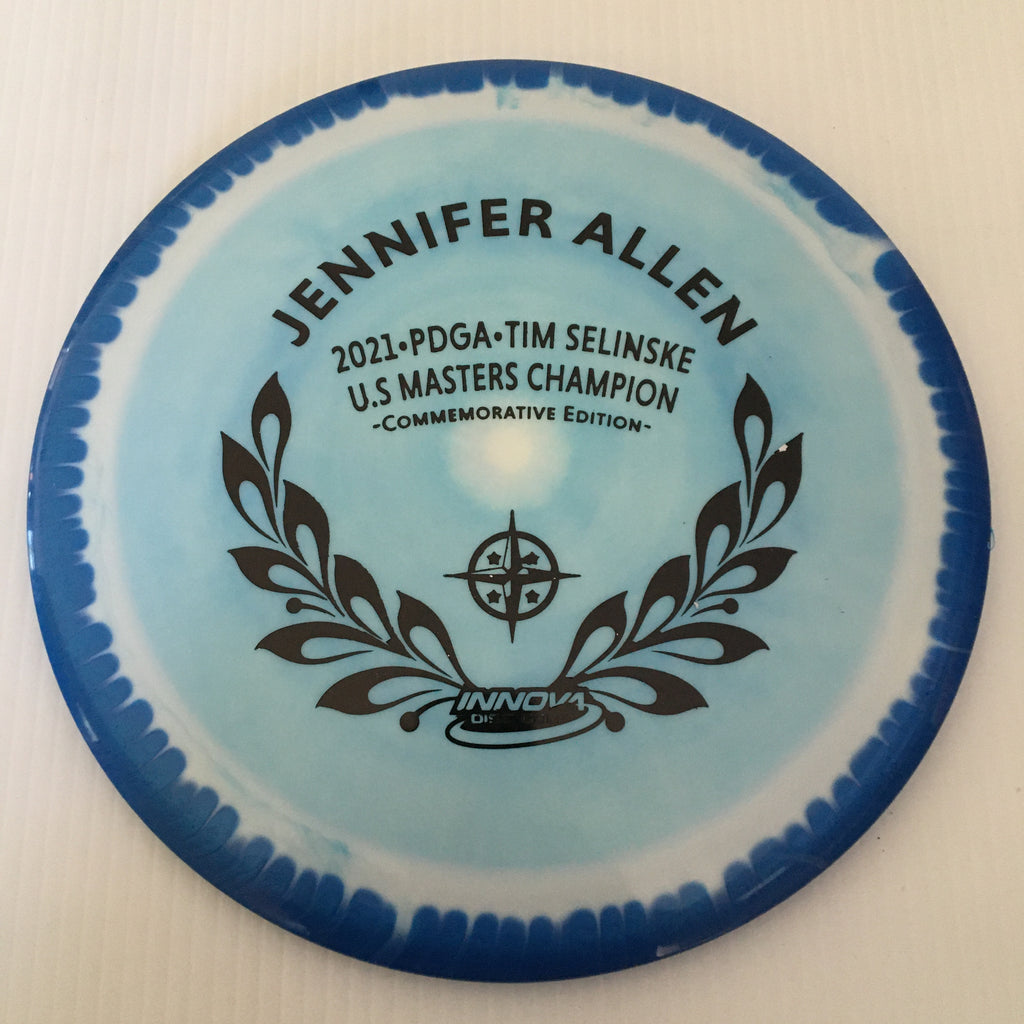 JENNIFER ALLEN
2021•PDGA•TIM SELINSKE
U.S MASTERS CHAMPION
-COMMEMORATIVE EDITION-
INNOVA